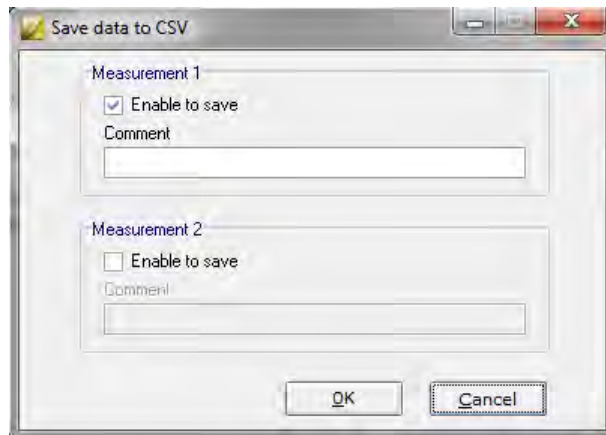 Save data to CSV
Measurement 1
Enable to save
Comment
Measurement 2
Enable to save
Comment
OK
Cancel